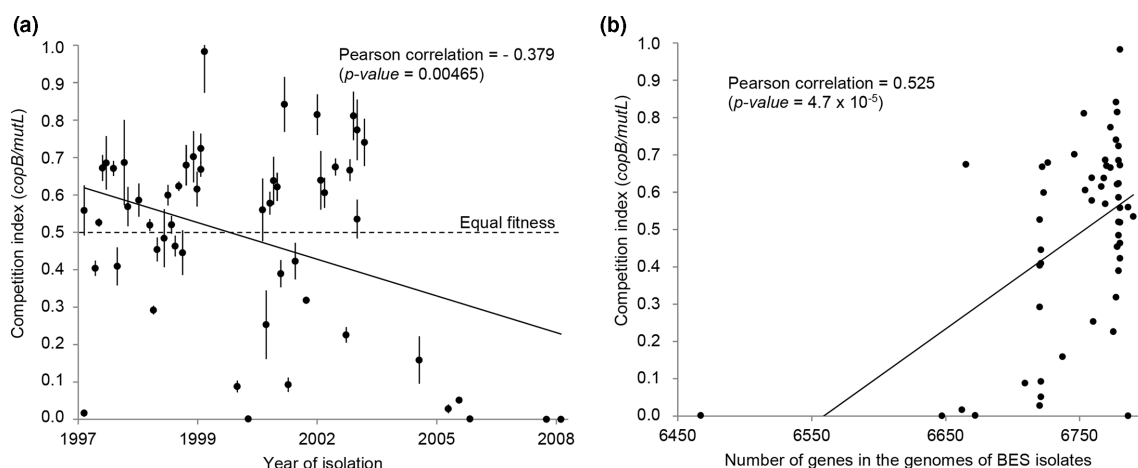 (a)
Competition index (copB/mutL)
1.0
0.9
0.8
0.7
0.6
0.5
0.4
0.3
0.2
0.1
0.0
Pearson correlation = - 0.379
(p-value = 0.00465)
Equal fitness
1997 1999 2002 2005 2008
Year of isolation
(b)
Competition index (copB/mutL)
1.0
0.9
0.8
0.7
0.6
0.5
0.4
0.3
0.2
0.1
0.0
Pearson correlation = 0.525
(p-value = 4.7 x 10⁻⁵)
6450 6550 6650 6750
Number of genes in the genomes of BES isolates